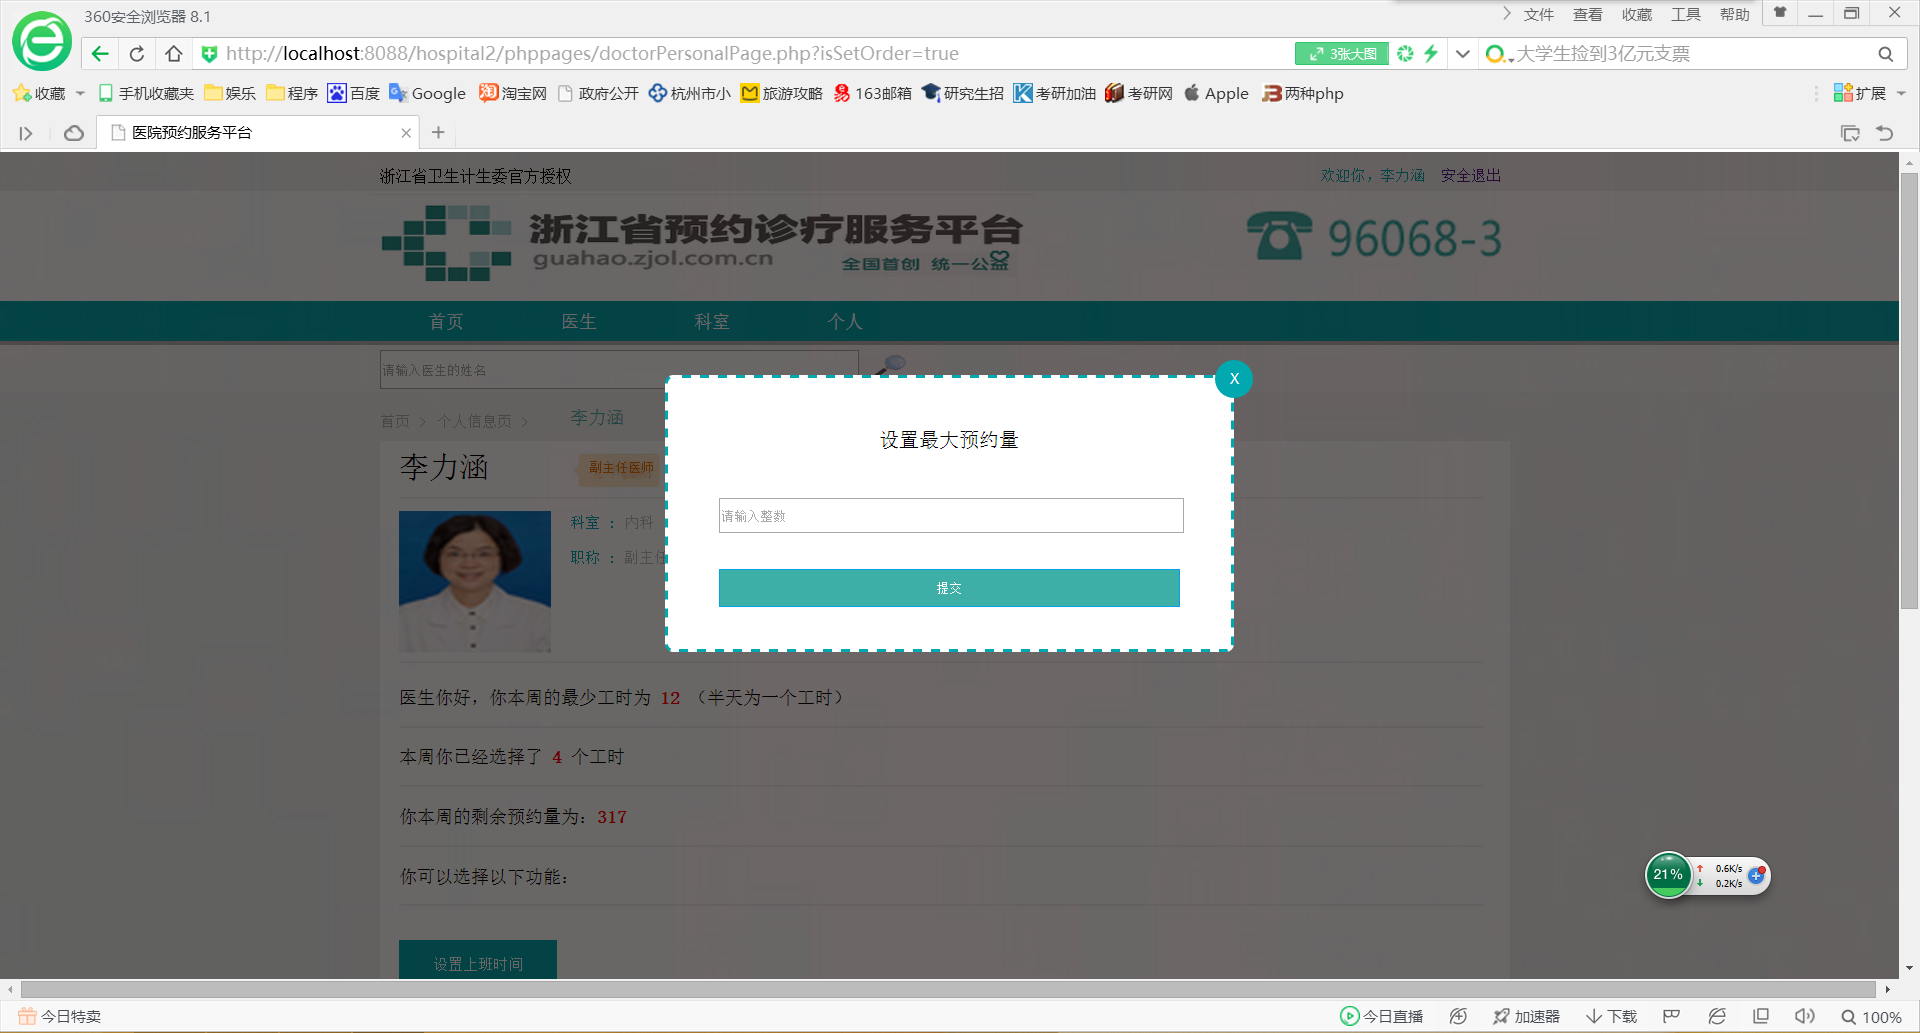 360安全浏览器 8.1
文件 查看 收藏 工具 帮助
http://localhost:8088/hospital2/phppages/doctorPersonalPage.php?isSetOrder=true
3张大图
大学生捡到3亿元支票
收藏 手机收藏夹 娱乐 程序 百度 Google 淘宝网 政府公开 杭州市小 旅游攻略 163邮箱 研究生招 考研加油 考研网 Apple 两种php
扩展
医院预约服务平台
浙江省卫生计生委官方授权
欢迎你，李力涵 安全退出
浙江省预约诊疗服务平台
guahao.zjol.com.cn 全国首创 统一公益
96068-3
首页 医生 科室 个人
请输入医生的姓名
X
首页 > 个人信息页 > 李力涵
设置最大预约量
李力涵 副主任医师
请输入整数
科室 : 内科
职称 : 副主任
提交
医生你好，你本周的最少工时为 12 （半天为一个工时）
本周你已经选择了 4 个工时
你本周的剩余预约量为: 317
你可以选择以下功能:
21%
0.6K/s
0.2K/s
设置上班时间
今日特卖
今日直播 加速器 下载 100%